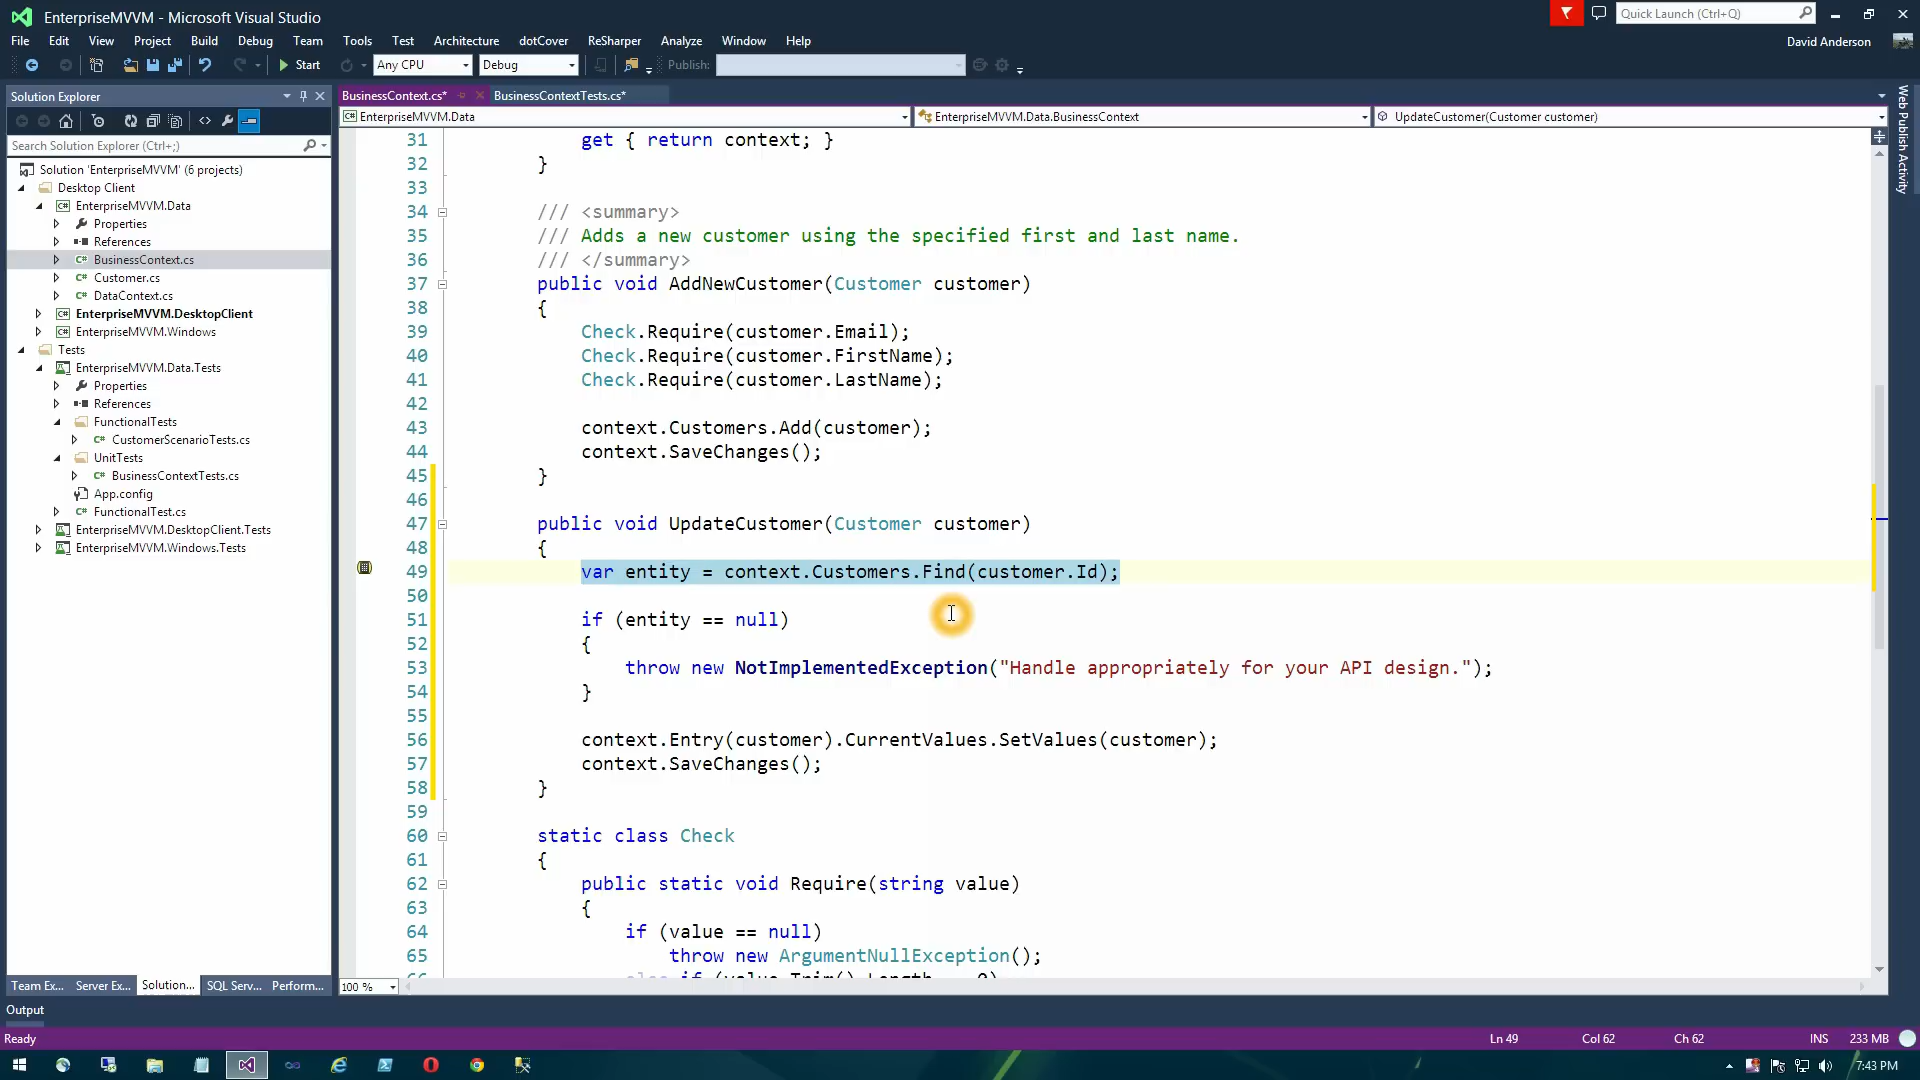 EnterpriseMVVM - Microsoft Visual Studio
Quick Launch (Ctrl+Q)
File Edit View Project Build Debug Team Tools Test Architecture dotCover ReSharper Analyze Window Help
David Anderson
Start Any CPU Debug Publish:
Solution Explorer
BusinessContext.cs* BusinessContextTests.cs*
EnterpriseMVVM.Data EnterpriseMVVM.Data.BusinessContext UpdateCustomer(Customer customer)
Search Solution Explorer (Ctrl+;)
Solution 'EnterpriseMVVM' (6 projects)
Desktop Client
EnterpriseMVVM.Data
Properties
References
BusinessContext.cs
Customer.cs
DataContext.cs
EnterpriseMVVM.DesktopClient
EnterpriseMVVM.Windows
Tests
EnterpriseMVVM.Data.Tests
Properties
References
FunctionalTests
CustomerScenarioTests.cs
UnitTests
BusinessContextTests.cs
App.config
FunctionalTest.cs
EnterpriseMVVM.DesktopClient.Tests
EnterpriseMVVM.Windows.Tests
Team Ex... Server Ex... Solution... SQL Serv... Perform...
31 get { return context; }
32 }
33
34 /// <summary>
35 /// Adds a new customer using the specified first and last name.
36 /// </summary>
37 public void AddNewCustomer(Customer customer)
38 {
39 Check.Require(customer.Email);
40 Check.Require(customer.FirstName);
41 Check.Require(customer.LastName);
42
43 context.Customers.Add(customer);
44 context.SaveChanges();
45 }
46
47 public void UpdateCustomer(Customer customer)
48 {
49 var entity = context.Customers.Find(customer.Id);
50
51 if (entity == null)
52 {
53 throw new NotImplementedException("Handle appropriately for your API design.");
54 }
55
56 context.Entry(customer).CurrentValues.SetValues(customer);
57 context.SaveChanges();
58 }
59
60 static class Check
61 {
62 public static void Require(string value)
63 {
64 if (value == null)
65 throw new ArgumentNullException();
100 %
Web Publish Activity
Output
Ready Ln 49 Col 62 Ch 62 INS 233 MB
7:43 PM